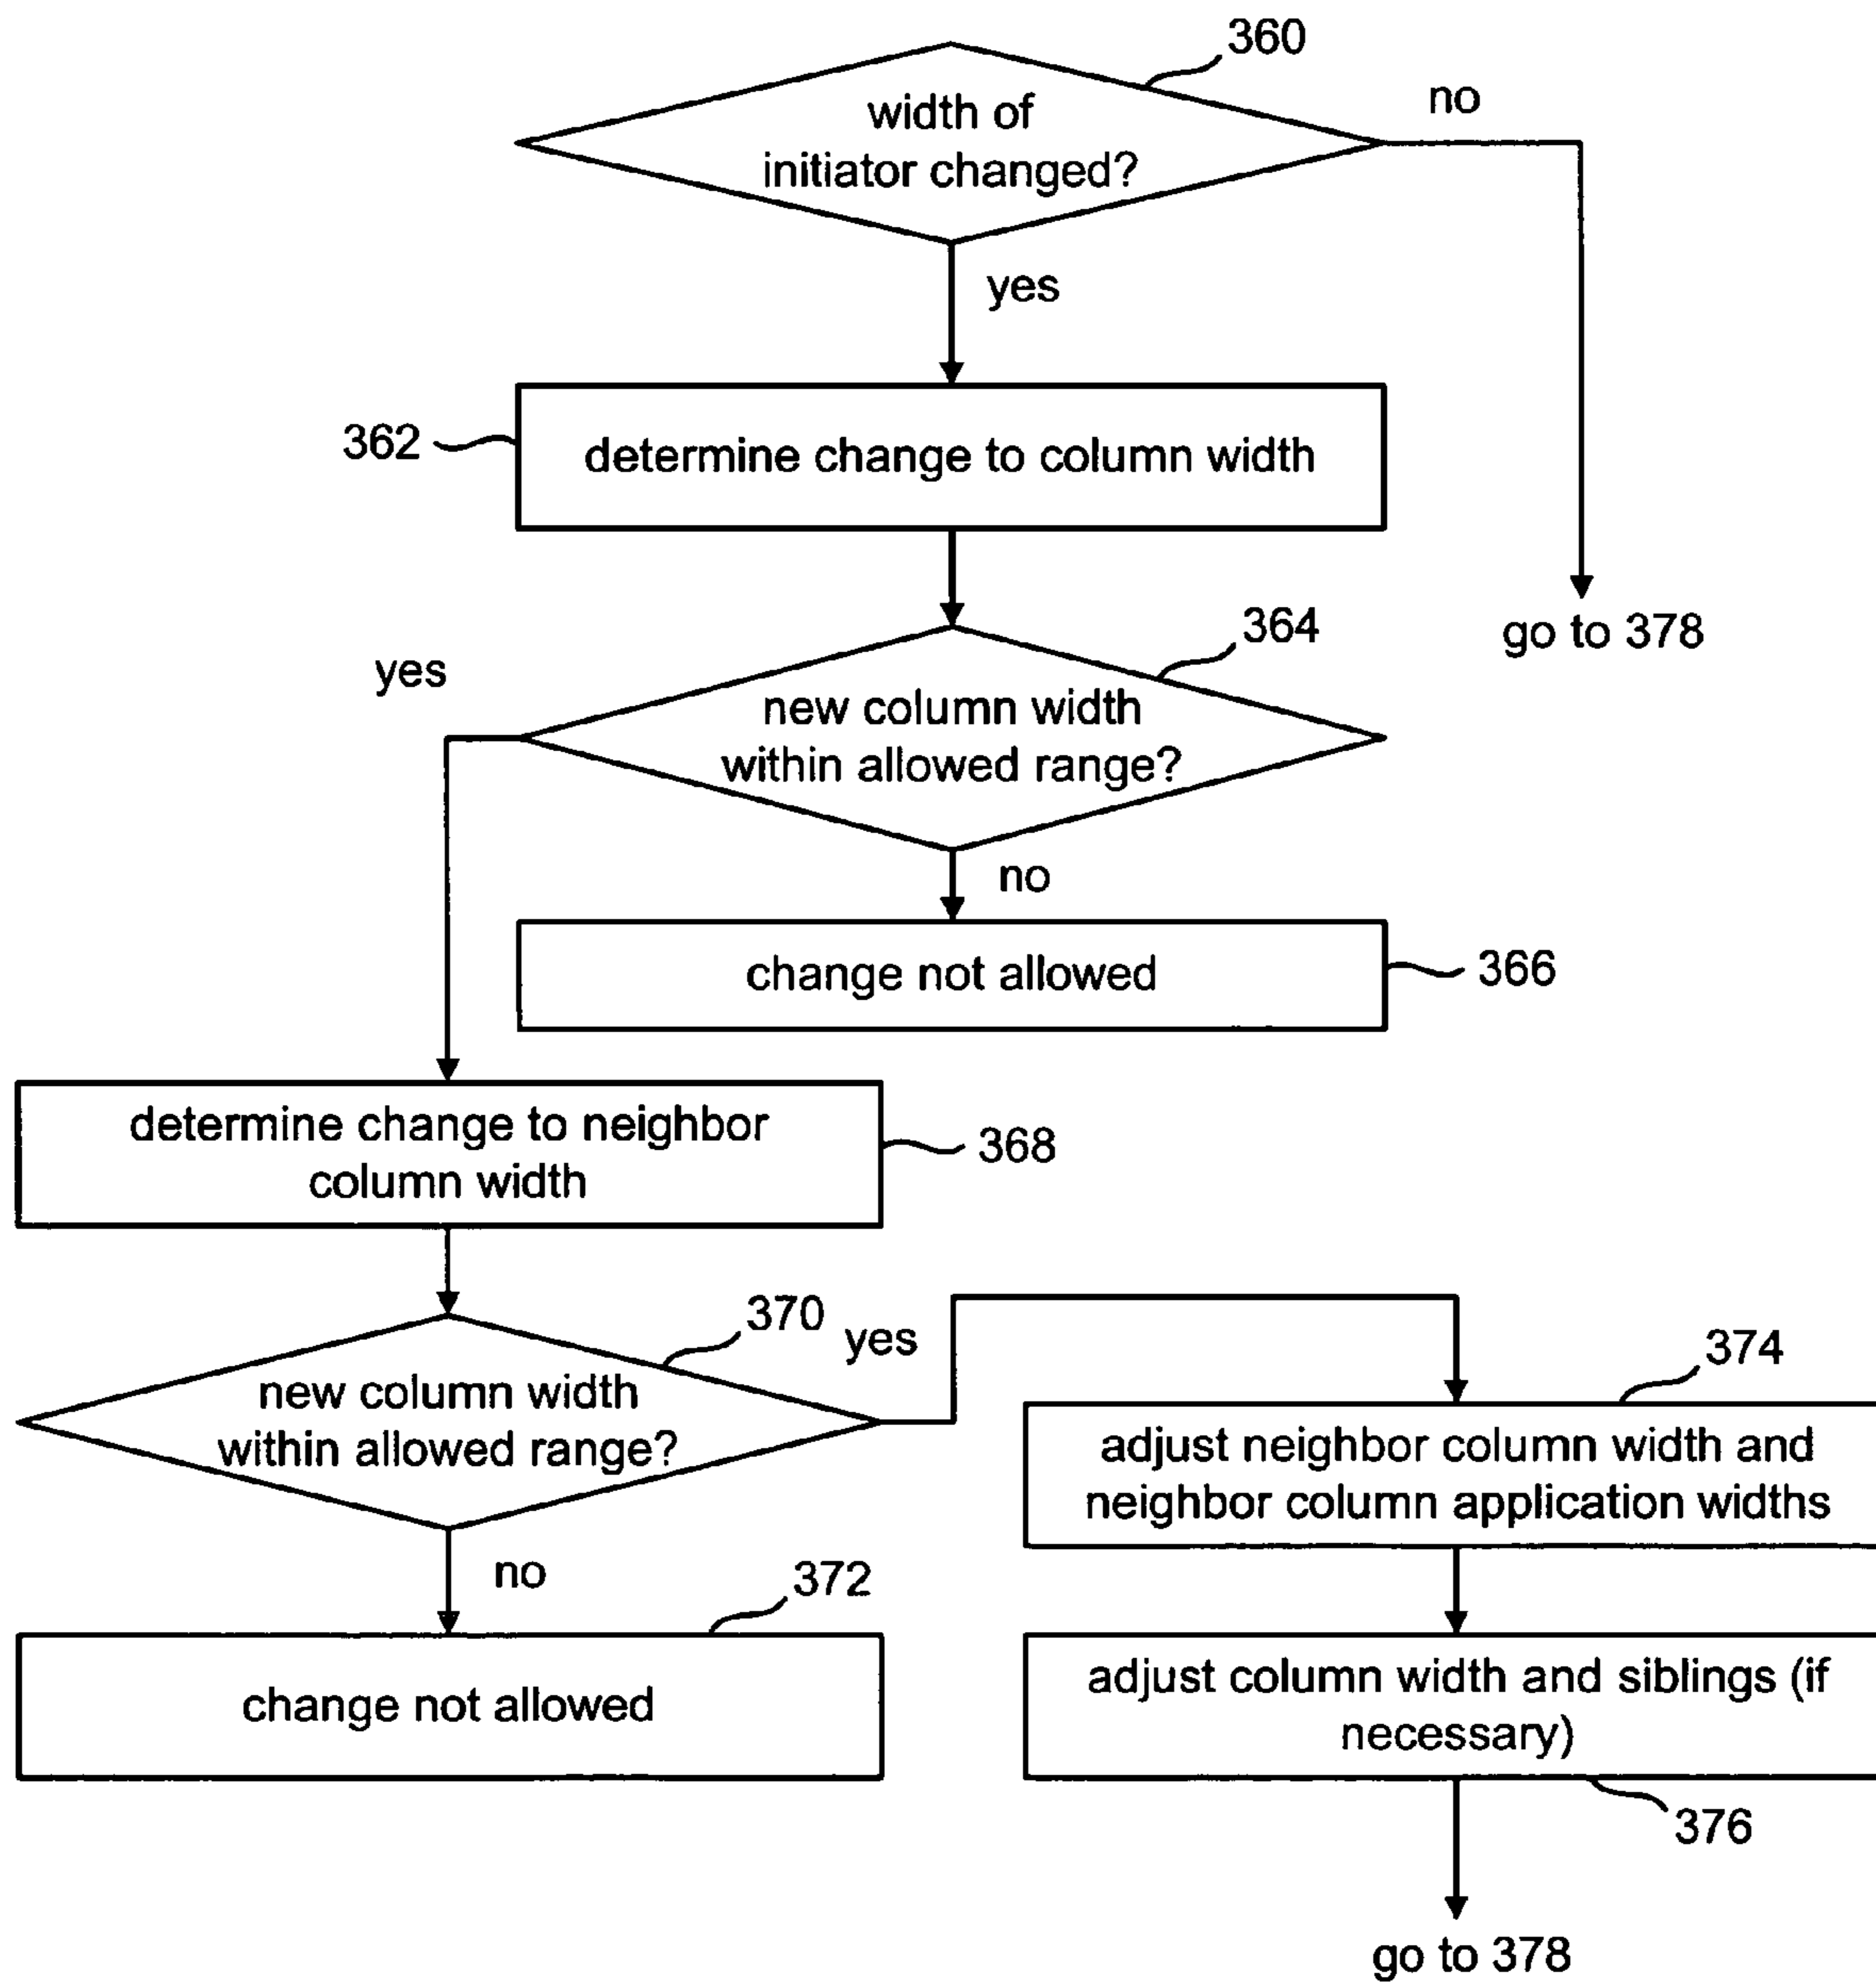 360
width of
initiator changed?
no
yes
362
determine change to column width
364
go to 378
yes
new column width
within allowed range?
no
change not allowed
366
determine change to neighbor
column width
368
370
yes
new column width
within allowed range?
374
adjust neighbor column width and
neighbor column application widths
no
372
change not allowed
adjust column width and siblings (if
necessary)
376
go to 378